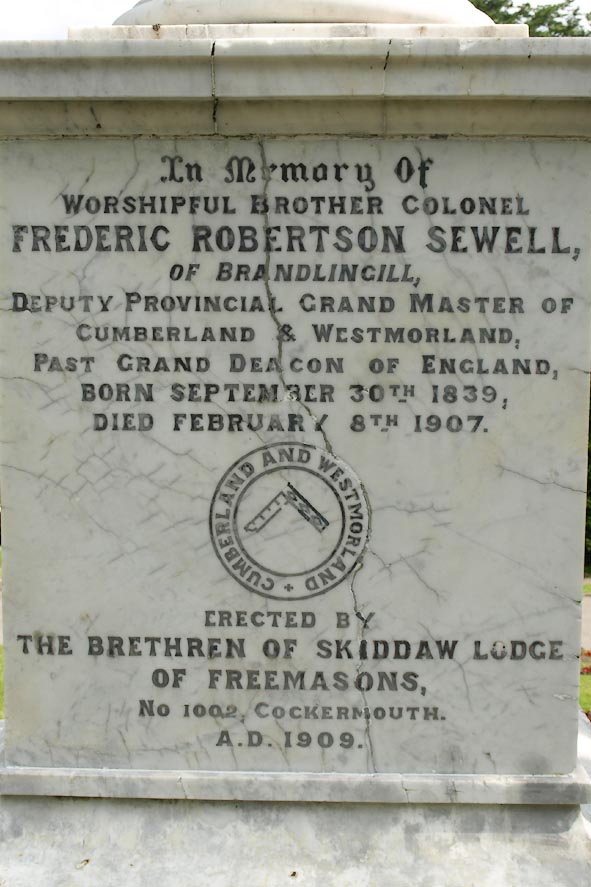 In Memory Of
WORSHIPFUL BROTHER COLONEL
FREDERIC ROBERTSON SEWELL,
OF BRANDLINGILL,
DEPUTY PROVINCIAL GRAND MASTER OF
CUMBERLAND & WESTMORLAND,
PAST GRAND DEACON OF ENGLAND,
BORN SEPTEMBER 30TH 1839,
DIED FEBRUARY 8TH 1907.
CUMBERLAND AND WESTMORLAND +
ERECTED BY
THE BRETHREN OF SKIDDAW LODGE
OF FREEMASONS,
No 1002, COCKERMOUTH.
A.D. 1909.